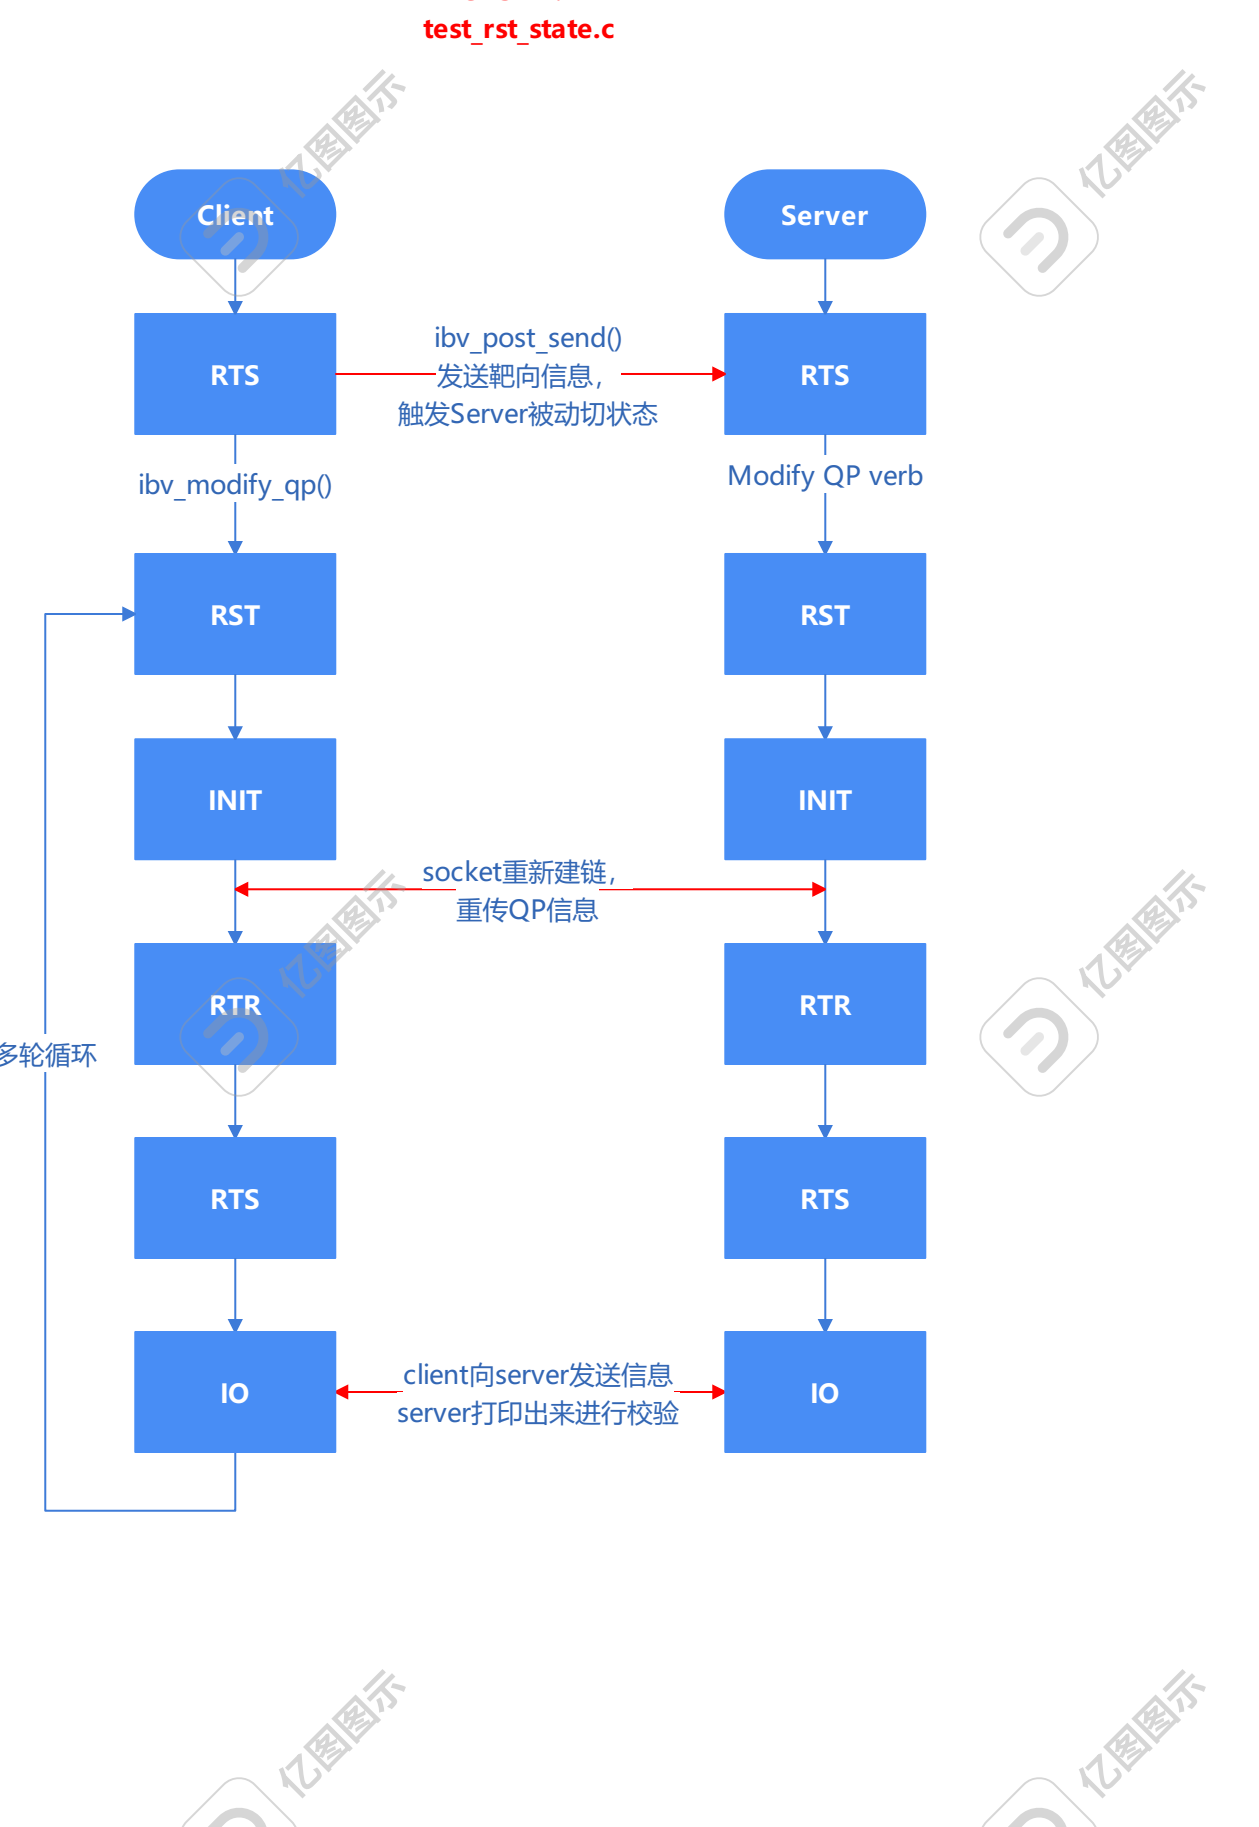 test_rst_state.c
亿图图示
亿图图示
Client
Server
RTS
ibv_post_send()
发送靶向信息，
触发Server被动切状态
RTS
ibv_modify_qp()
Modify QP verb
RST
RST
INIT
INIT
socket重新建链，
重传QP信息
亿图图示
亿图图示
RTR
RTR
多轮循环
RTS
RTS
IO
client向server发送信息
server打印出来进行校验
IO
亿图图示
亿图图示